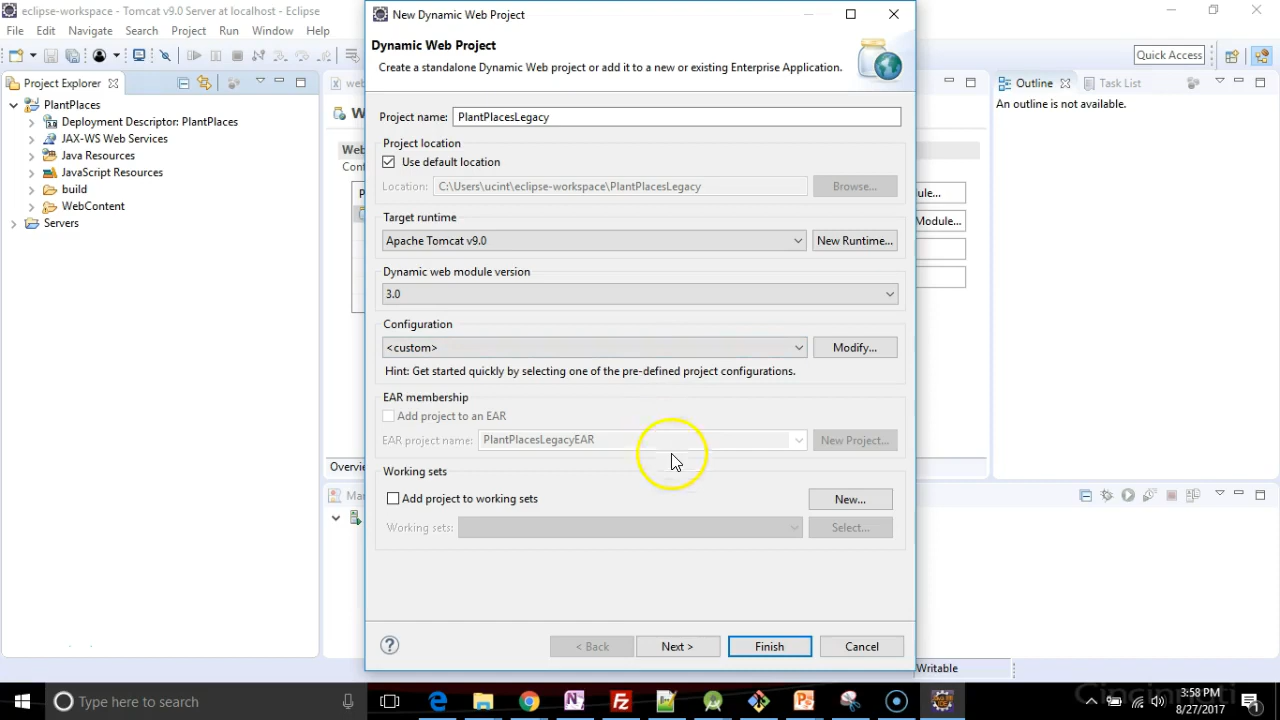 eclipse-workspace - Tomcat v9.0 Server at localhost - Eclipse
File Edit Navigate Search Project Run Window Help
Quick Access
Project Explorer
PlantPlaces
Deployment Descriptor: PlantPlaces
JAX-WS Web Services
Java Resources
JavaScript Resources
build
WebContent
Servers
New Dynamic Web Project
Dynamic Web Project
Create a standalone Dynamic Web project or add it to a new or existing Enterprise Application.
Project name: PlantPlacesLegacy
Project location
Use default location
Location: C:\Users\ucint\eclipse-workspace\PlantPlacesLegacy Browse...
Target runtime
Apache Tomcat v9.0 New Runtime...
Dynamic web module version
3.0
Configuration
<custom> Modify...
Hint: Get started quickly by selecting one of the pre-defined project configurations.
EAR membership
Add project to an EAR
EAR project name: PlantPlacesLegacyEAR New Project...
Working sets
Add project to working sets New...
Working sets: Select...
? < Back Next > Finish Cancel
Outline Task List
An outline is not available.
Web
Module...
Writable
Type here to search
Cincinnati
3:58 PM
8/27/2017